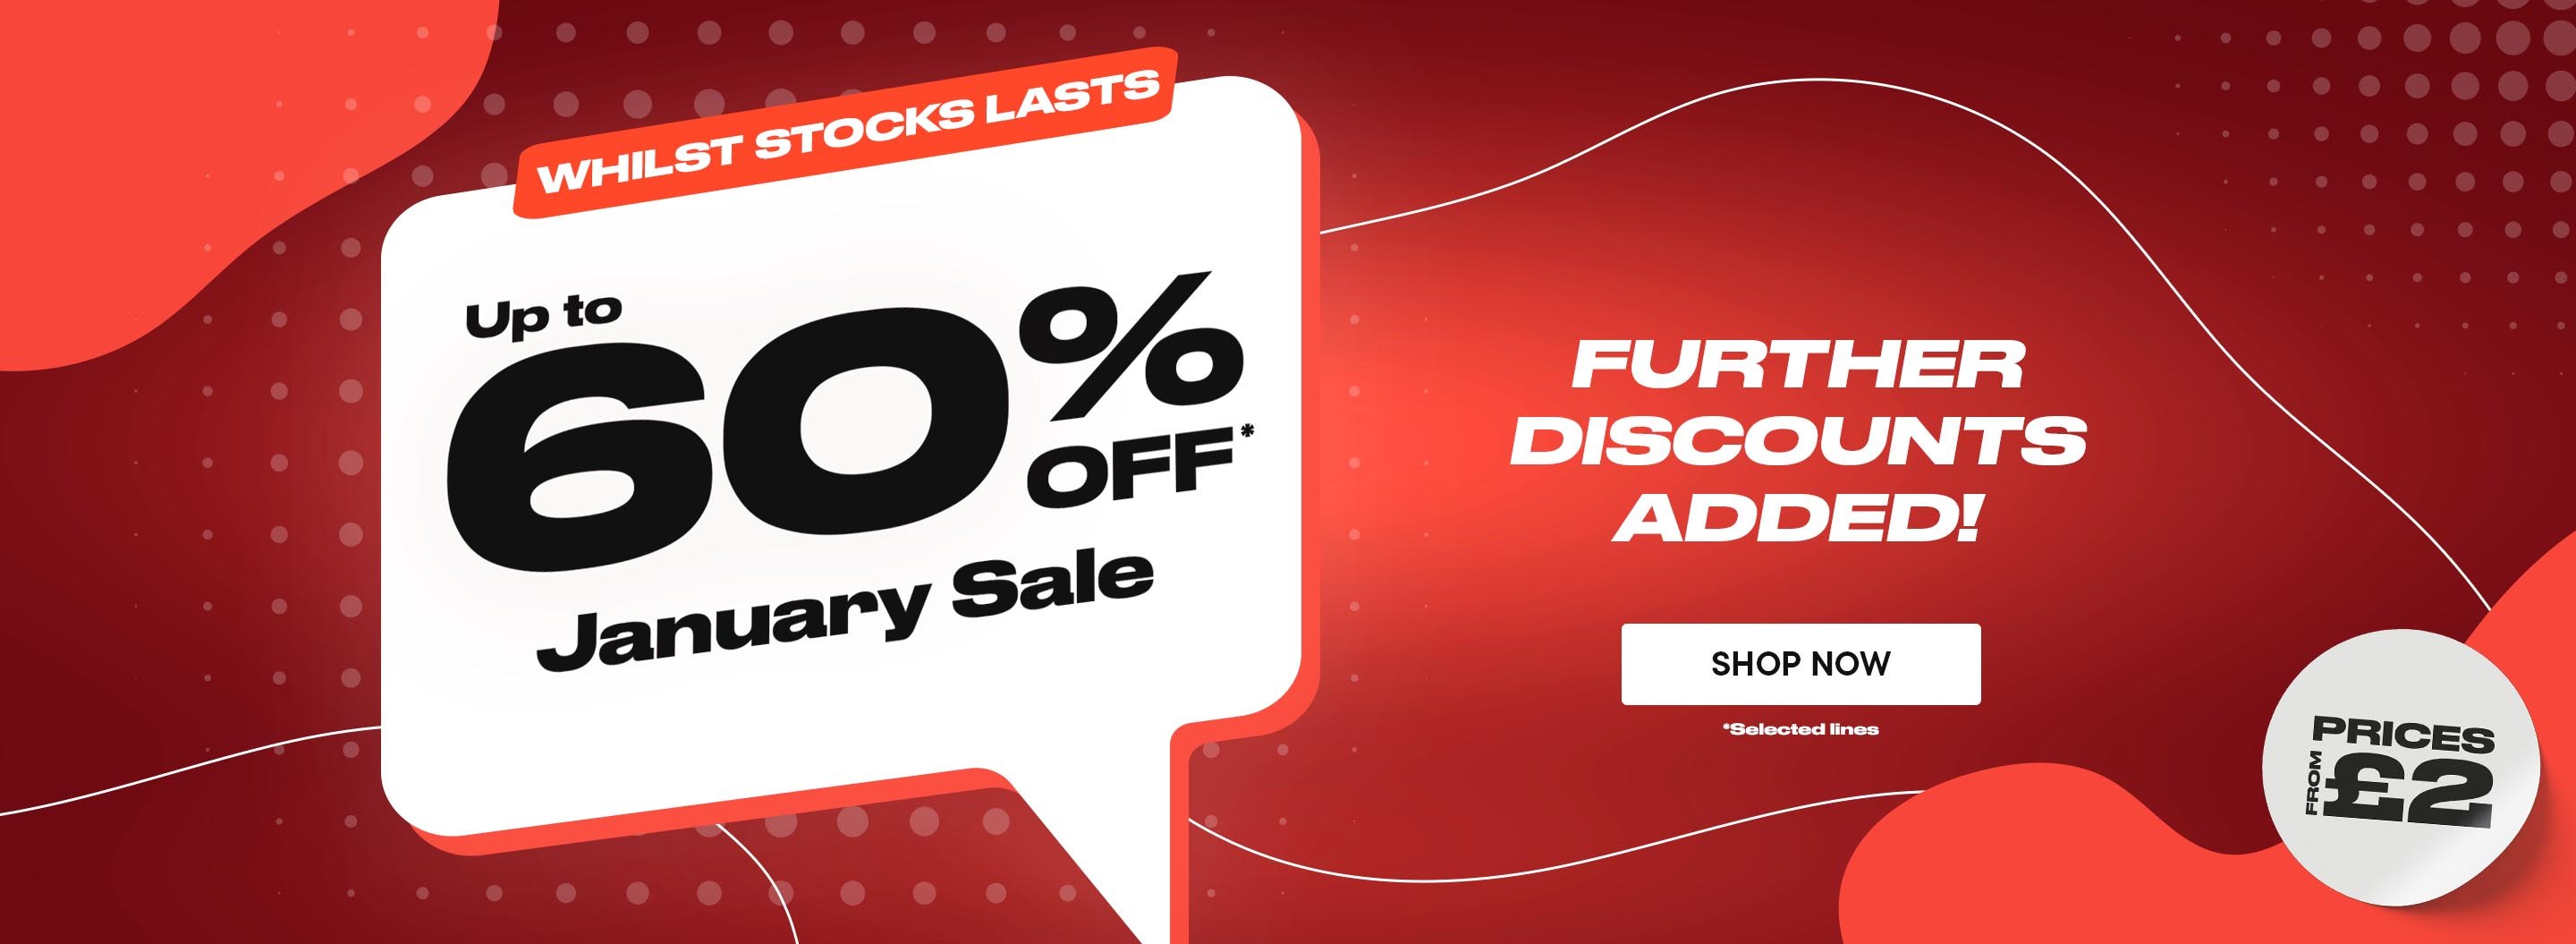 WHILST STOCKS LASTS
Up to
60%
OFF*
January Sale
FURTHER
DISCOUNTS
ADDED!
SHOP NOW
*Selected lines
PRICES
FROM £2